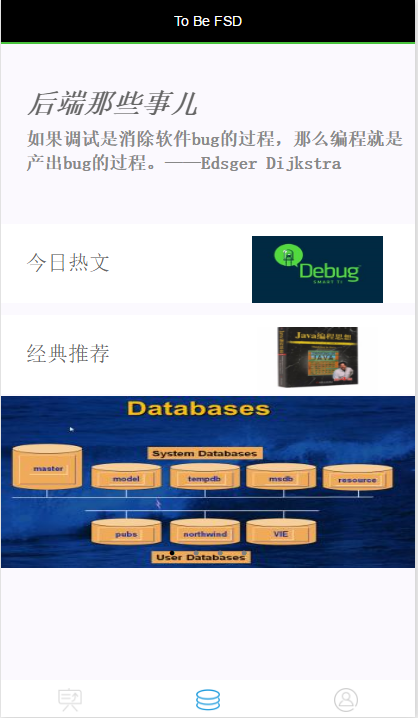 To Be FSD
后端那些事儿
如果调试是消除软件bug的过程，那么编程就是
产出bug的过程。——Edsger Dijkstra
今日热文
Debug
SMART TI
经典推荐
Java编程思想
JAVA
Databases
System Databases
master
model
tempdb
msdb
resource
pubs
northwind
VIE
User Databases